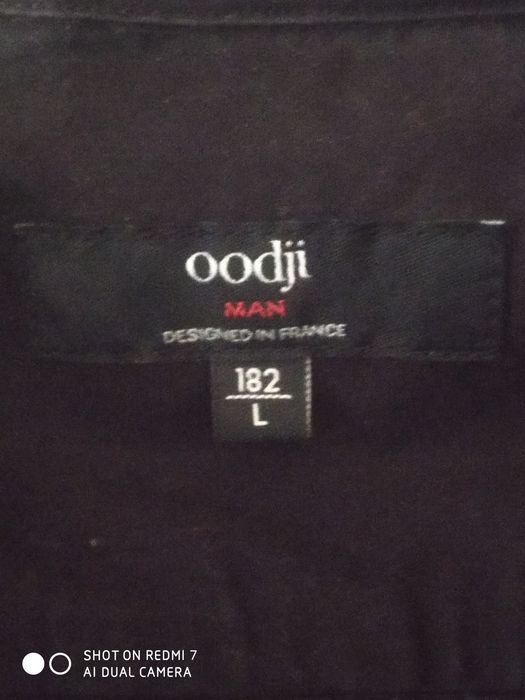 oodji
MAN
DESIGNED IN FRANCE
182
L
SHOT ON REDMI 7
AI DUAL CAMERA